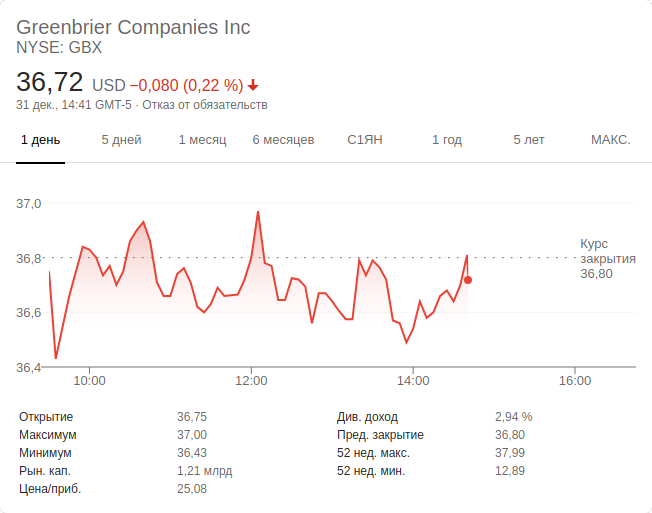 Greenbrier Companies Inc
NYSE: GBX
36,72 USD −0,080 (0,22 %)
31 дек., 14:41 GMT-5 · Отказ от обязательств
1 день 5 дней 1 месяц 6 месяцев С1ЯН 1 год 5 лет МАКС.
37,0
36,8
36,6
36,4
Курс
закрытия
36,80
10:00 12:00 14:00 16:00
Открытие 36,75
Максимум 37,00
Минимум 36,43
Рын. кап. 1,21 млрд
Цена/приб. 25,08
Див. доход 2,94 %
Пред. закрытие 36,80
52 нед. макс. 37,99
52 нед. мин. 12,89